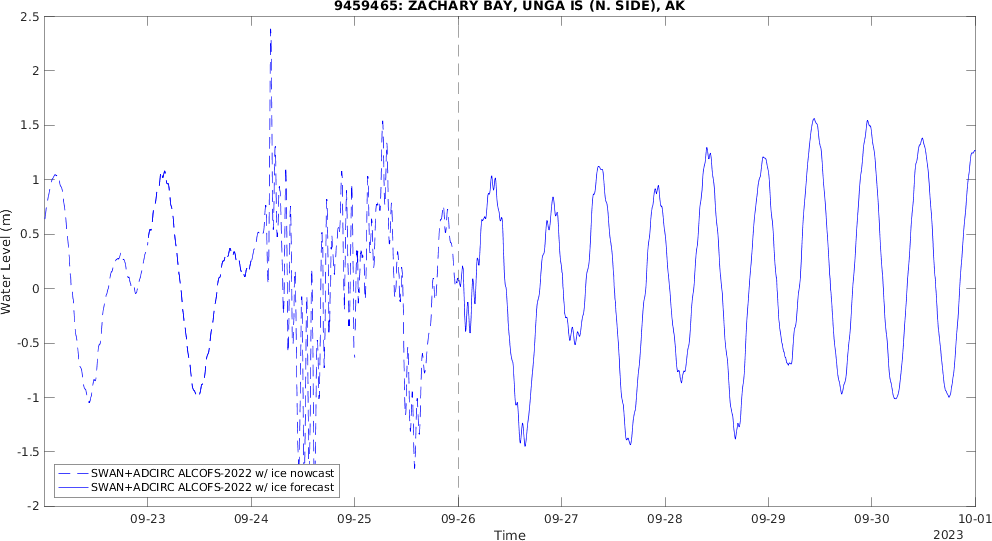 9459465: ZACHARY BAY, UNGA IS (N. SIDE), AK
2.5
2
1.5
1
0.5
0
-0.5
-1
-1.5
-2
Water Level (m)
SWAN+ADCIRC ALCOFS-2022 w/ ice nowcast
SWAN+ADCIRC ALCOFS-2022 w/ ice forecast
09-23 09-24 09-25 09-26 09-27 09-28 09-29 09-30 10-01
Time
2023